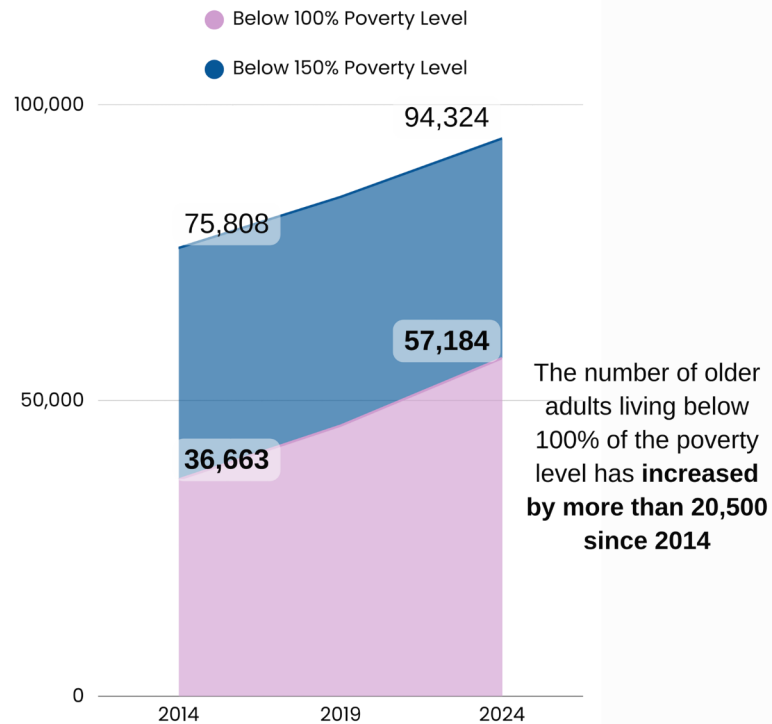 Below 100% Poverty Level
Below 150% Poverty Level
100,000
94,324
75,808
57,184
50,000
36,663
0
2014
2019
2024
The number of older
adults living below
100% of the poverty
level has increased
by more than 20,500
since 2014